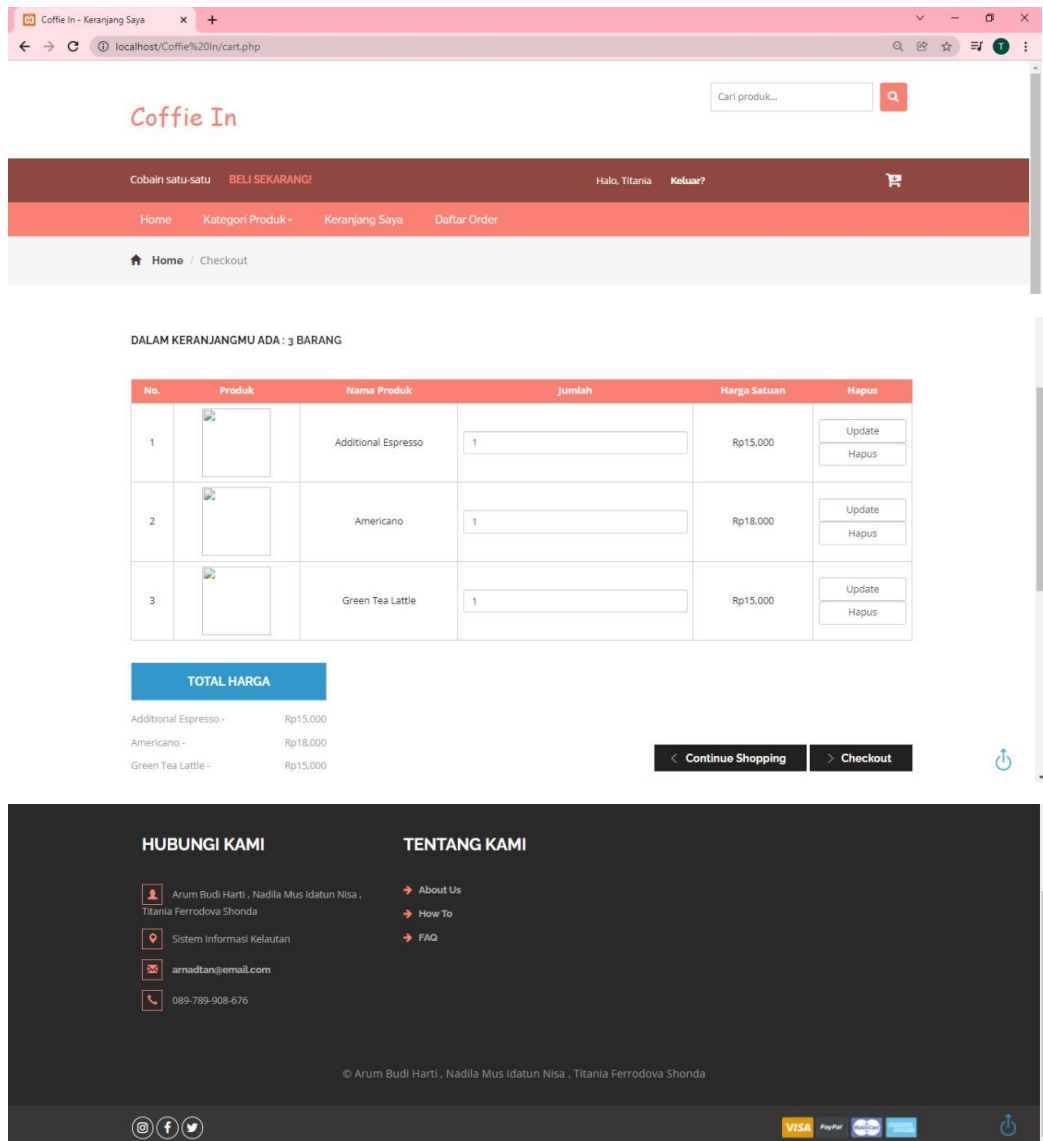 Coffie In - Keranjang Saya
localhost/Coffie%20In/cart.php
T
Coffie In
Cari produk...
Cobain satu-satu BELI SEKARANG! Halo, Titania Keluar?
Home Kategori Produk Keranjang Saya Daftar Order
Home / Checkout
DALAM KERANJANGMU ADA : 3 BARANG
No. Produk Nama Produk Jumlah Harga Satuan Hapus
1 Additional Espresso 1 Rp15,000 Update
Hapus
2 Americano 1 Rp18,000 Update
Hapus
3 Green Tea Lattle 1 Rp15,000 Update
Hapus
TOTAL HARGA
Additional Espresso - Rp15,000
Americano - Rp18,000
Green Tea Lattle - Rp15,000
Continue Shopping Checkout
HUBUNGI KAMI
Arum Budi Harti , Nadila Mus Idatun Nisa ,
Titania Ferrodova Shonda
Sistem Informasi Kelautan
arnadtan@email.com
089-789-908-676
TENTANG KAMI
About Us
How To
FAQ
© Arum Budi Harti , Nadila Mus Idatun Nisa , Titania Ferrodova Shonda
VISA PayPal